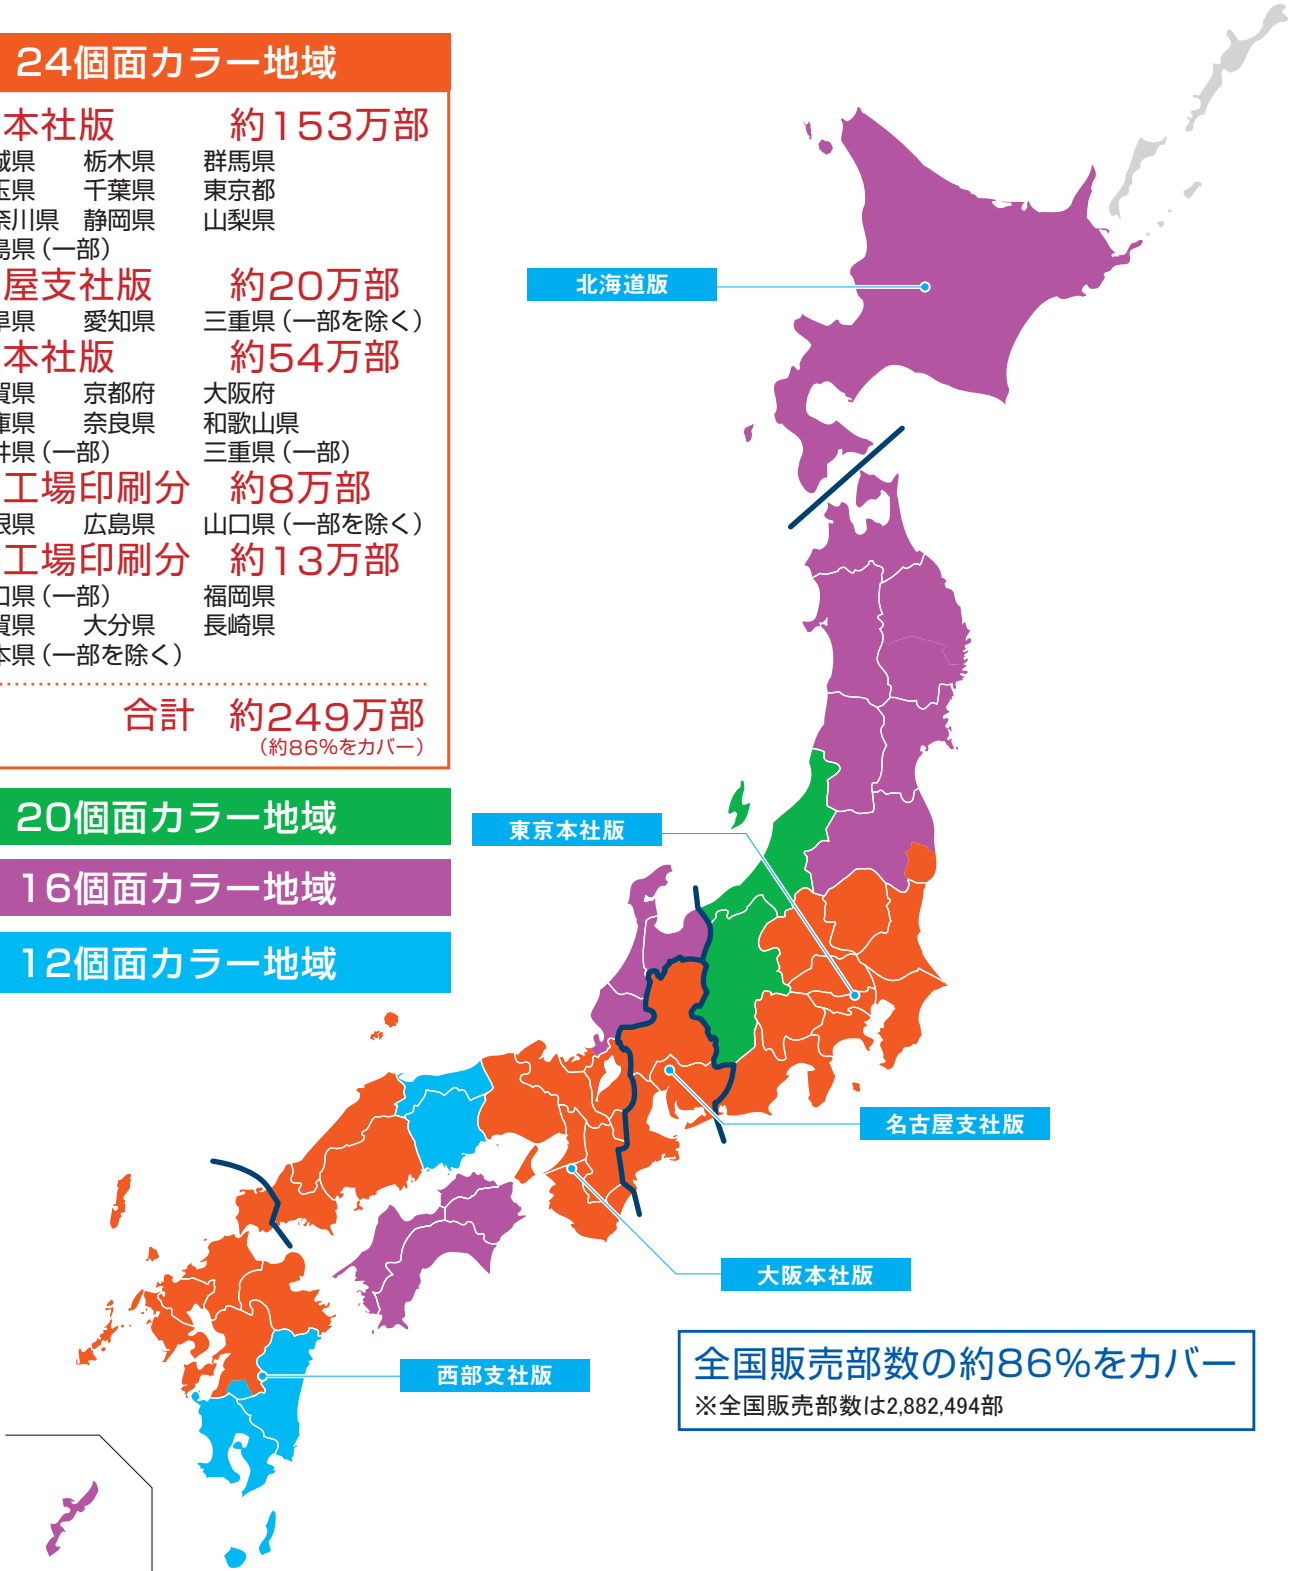 24個面カラー地域
本社版 約153万部
城県 栃木県 群馬県
玉県 千葉県 東京都
奈川県 静岡県 山梨県
島県（一部）
屋支社版 約20万部
阜県 愛知県 三重県（一部を除く）
本社版 約54万部
賀県 京都府 大阪府
庫県 奈良県 和歌山県
井県（一部） 三重県（一部）
工場印刷分 約8万部
根県 広島県 山口県（一部を除く）
工場印刷分 約13万部
口県（一部） 福岡県
賀県 大分県 長崎県
本県（一部を除く）
合計 約249万部
（約86%をカバー）
20個面カラー地域
16個面カラー地域
12個面カラー地域
北海道版
東京本社版
名古屋支社版
大阪本社版
西部支社版
全国販売部数の約86%をカバー
※全国販売部数は2,882,494部